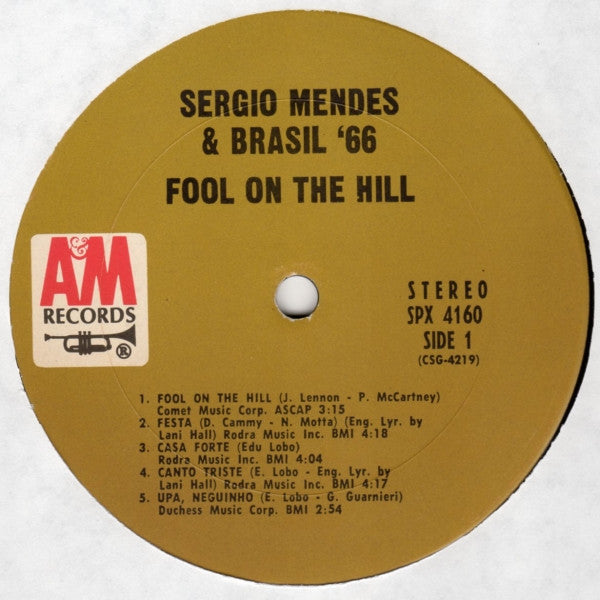 SERGIO MENDES
& BRASIL '66
FOOL ON THE HILL
A&M
RECORDS
®
STEREO
SPX 4160
SIDE 1
(CSG-4219)
1. FOOL ON THE HILL (J. Lennon - P. McCartney)
Comet Music Corp. ASCAP 3:15
2. FESTA (D. Cammy - N. Motta) (Eng. Lyr. by
Lani Hall) Rodra Music Inc. BMI 4:18
3. CASA FORTE (Edu Lobo)
Rodra Music Inc. BMI 4:04
4. CANTO TRISTE (E. Lobo - Eng. Lyr. by
Lani Hall) Rodra Music Inc. BMI 4:17
5. UPA, NEGUINHO (E. Lobo - G. Guarnieri)
Duchess Music Corp. BMI 2:54